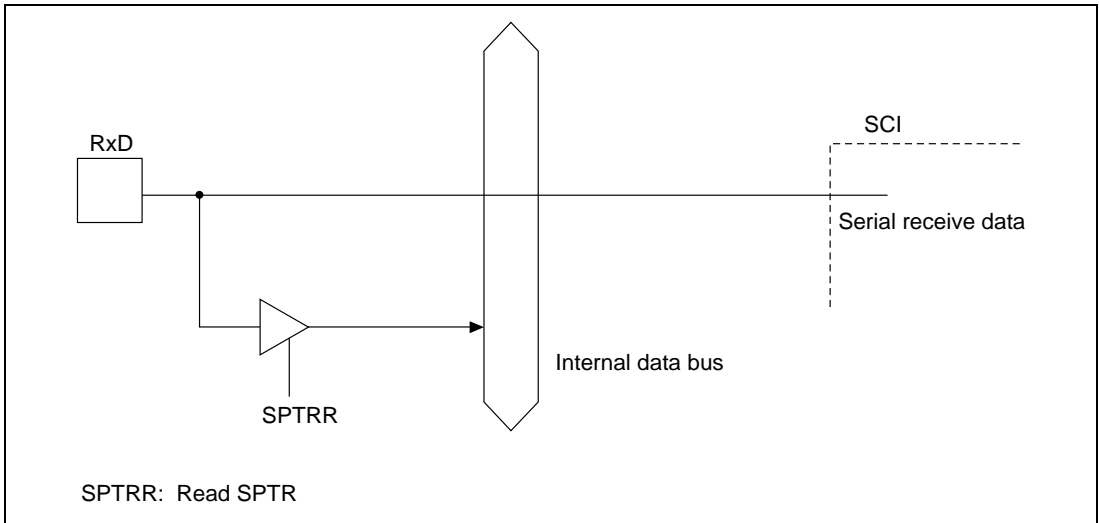 RxD
SCI
Serial receive data
Internal data bus
SPTRR
SPTRR: Read SPTR